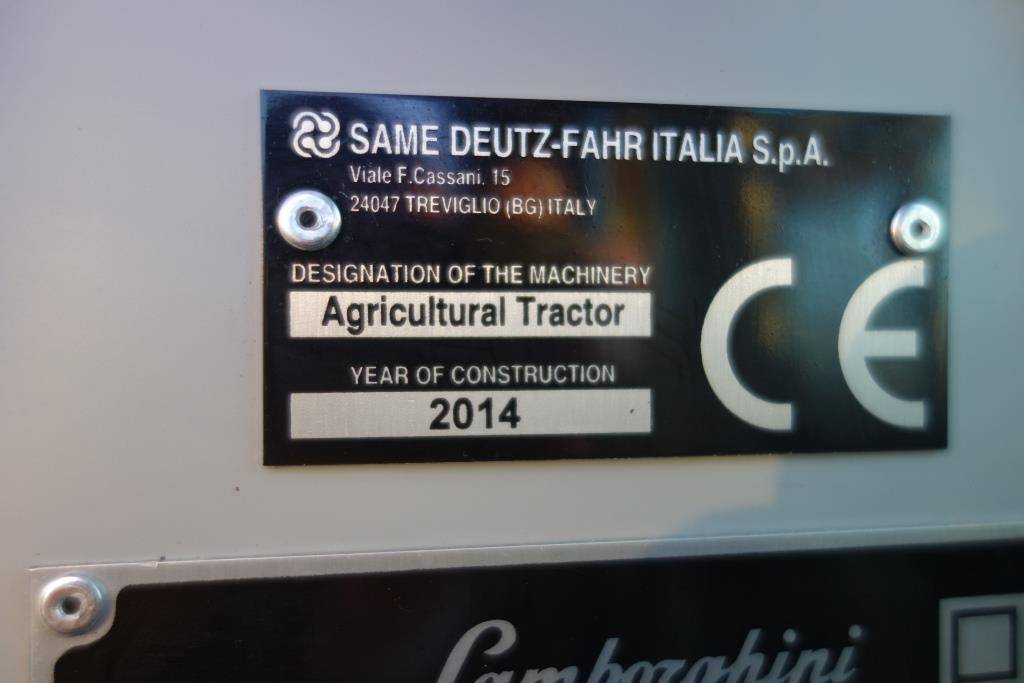 SAME DEUTZ-FAHR ITALIA S.p.A.
Viale F.Cassani. 15
24047 TREVIGLIO (BG) ITALY
DESIGNATION OF THE MACHINERY
Agricultural Tractor
YEAR OF CONSTRUCTION
2014
CE
Lamborghini